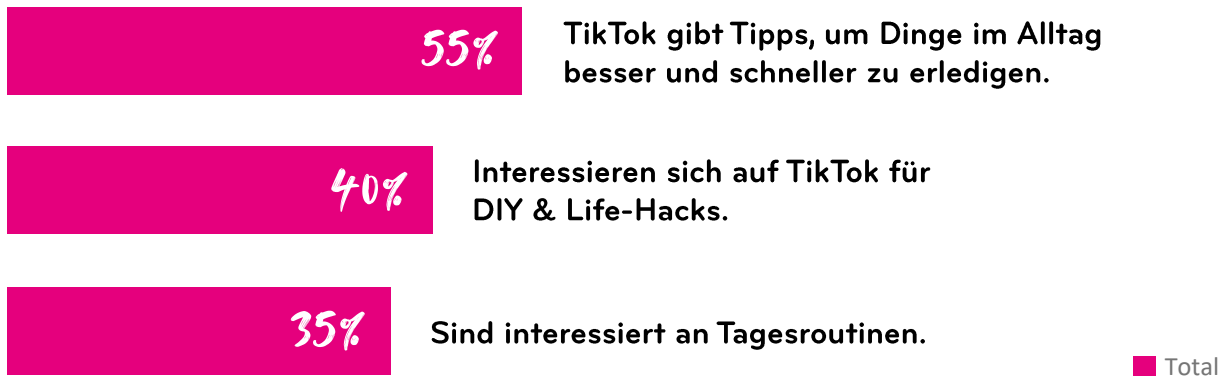 55%
TikTok gibt Tipps, um Dinge im Alltag
besser und schneller zu erledigen.
40%
Interessieren sich auf TikTok für
DIY & Life-Hacks.
35%
Sind interessiert an Tagesroutinen.
Total